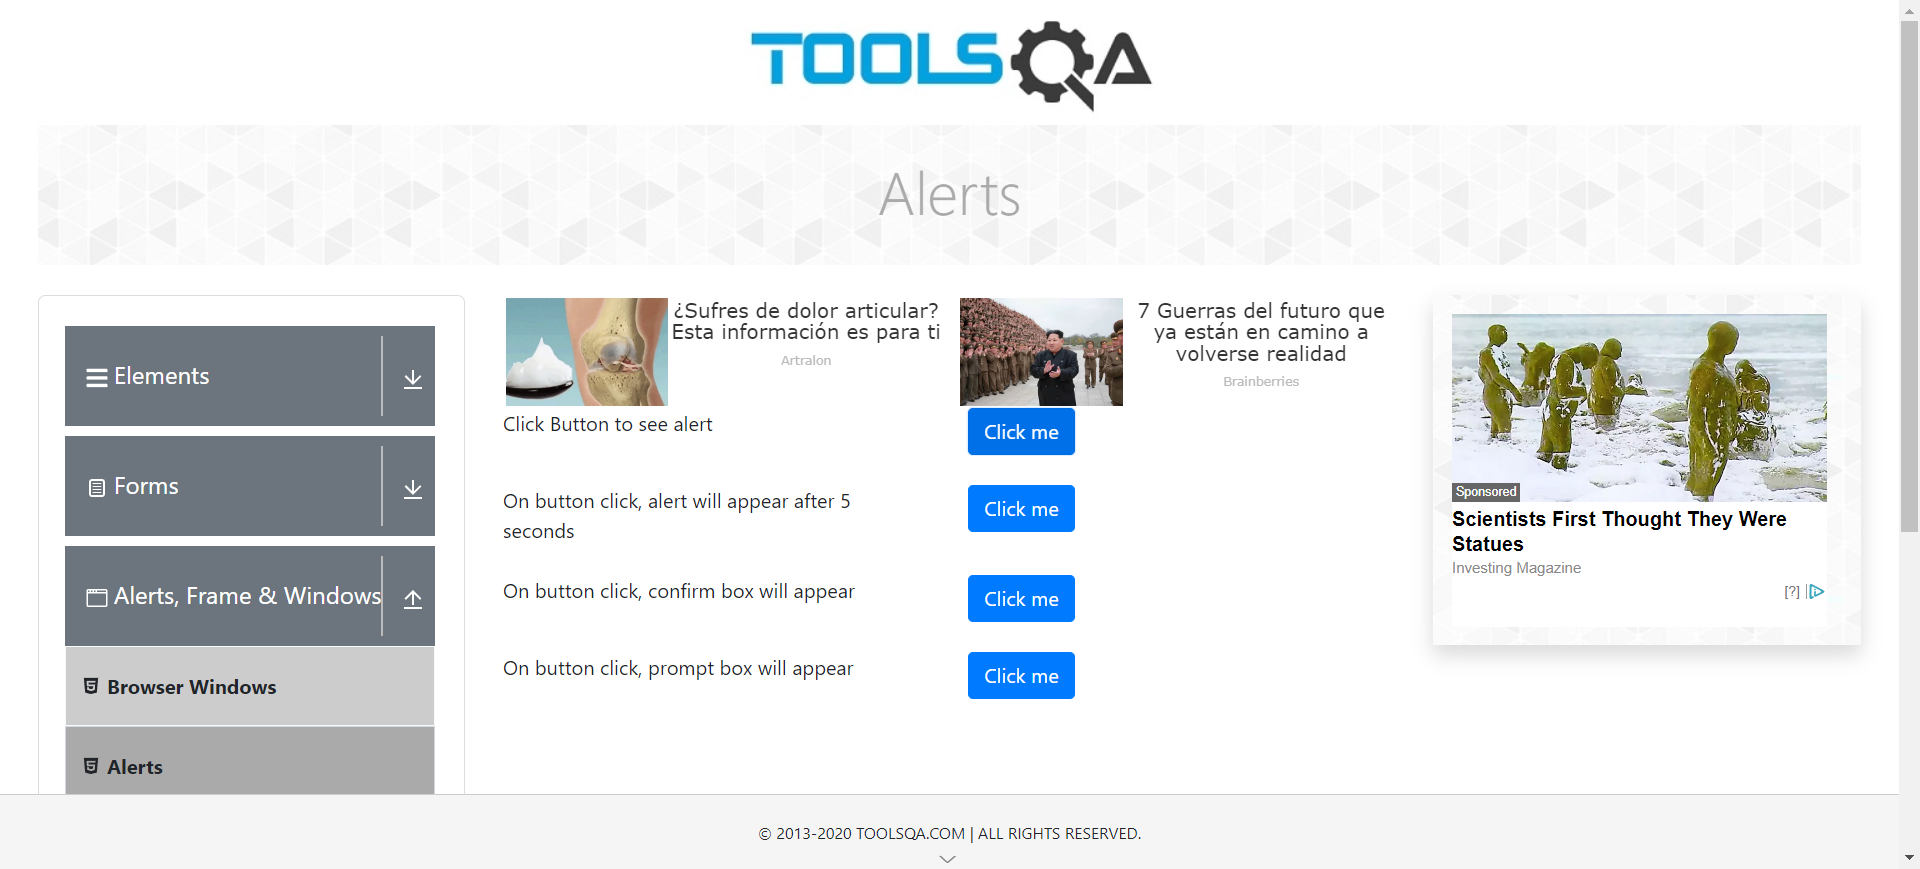 TOOLSQA
Alerts
Elements
Forms
Alerts, Frame & Windows
Browser Windows
Alerts
¿Sufres de dolor articular?
Esta información es para ti
Artralon
7 Guerras del futuro que
ya están en camino a
volverse realidad
Brainberries
Click Button to see alert
Click me
On button click, alert will appear after 5
seconds
Click me
On button click, confirm box will appear
Click me
On button click, prompt box will appear
Click me
Sponsored
Scientists First Thought They Were
Statues
Investing Magazine
[?]
© 2013-2020 TOOLSQA.COM | ALL RIGHTS RESERVED.